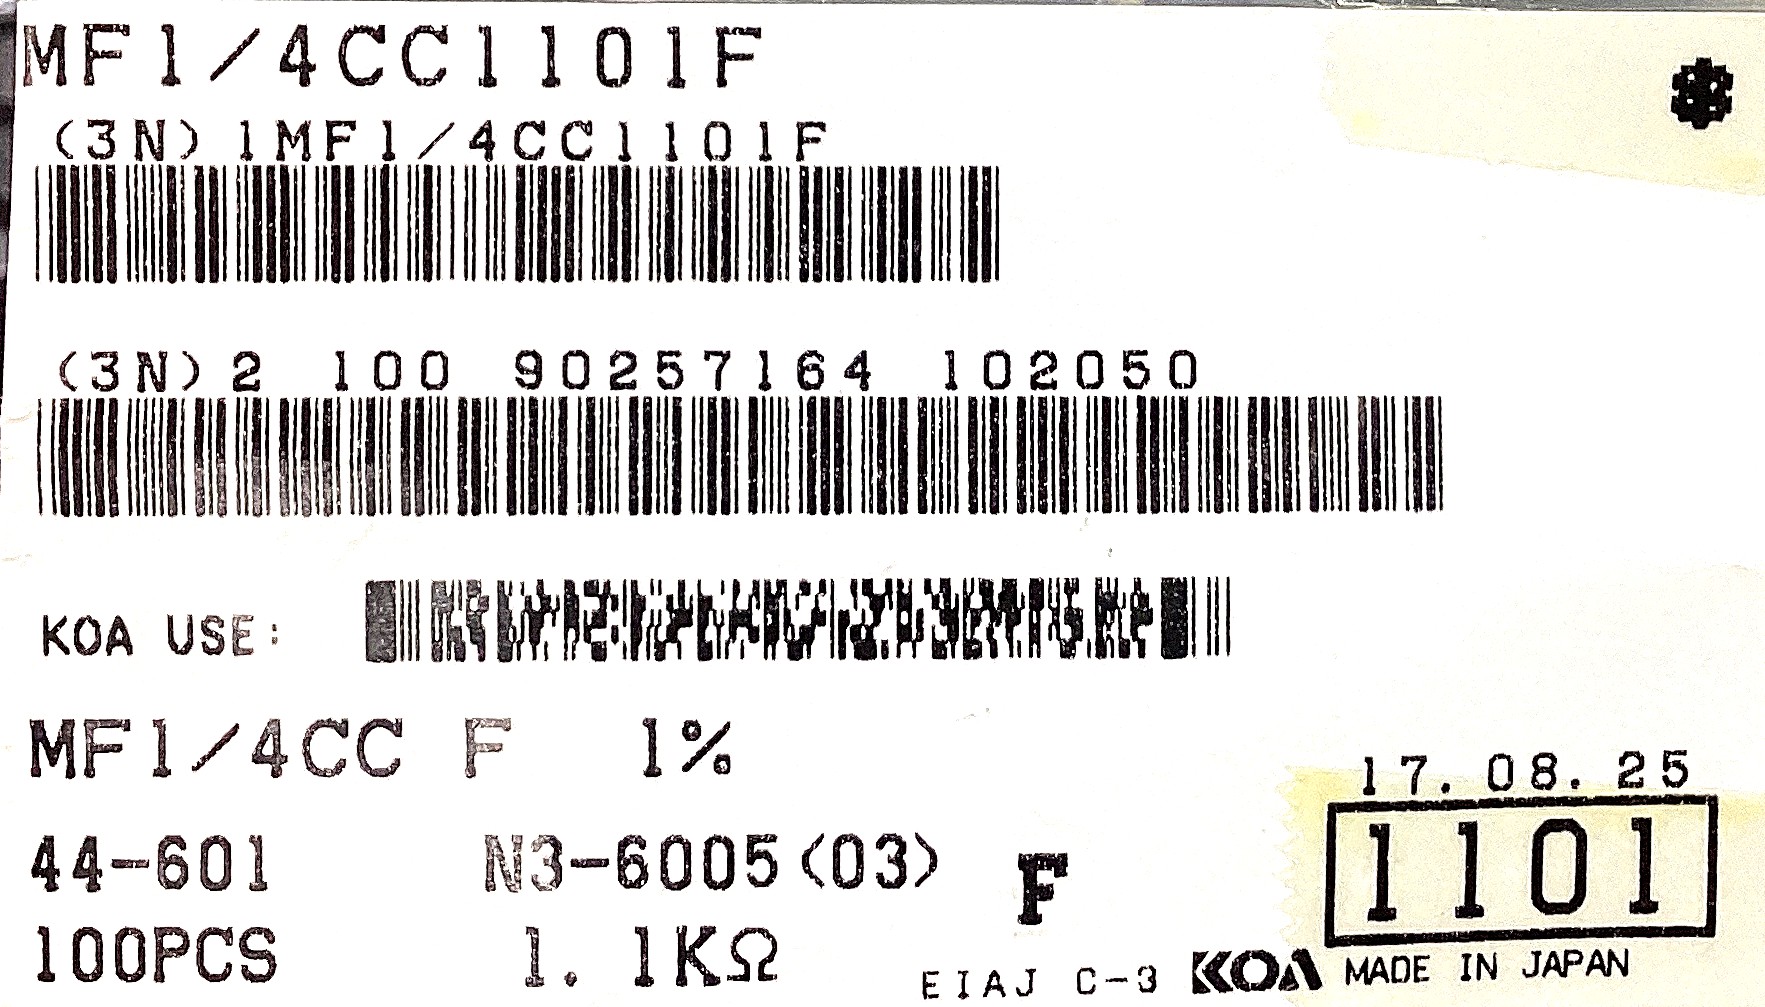 MF1/4CC1101F
(3N)1MF1/4CC1101F
(3N)2 100 90257164 102050
KOA USE:
MF1/4CC F 1%
17.08.25
44-601 N3-6005(03) F 1101
100PCS 1.1KΩ EIAJ C-3 KOA MADE IN JAPAN